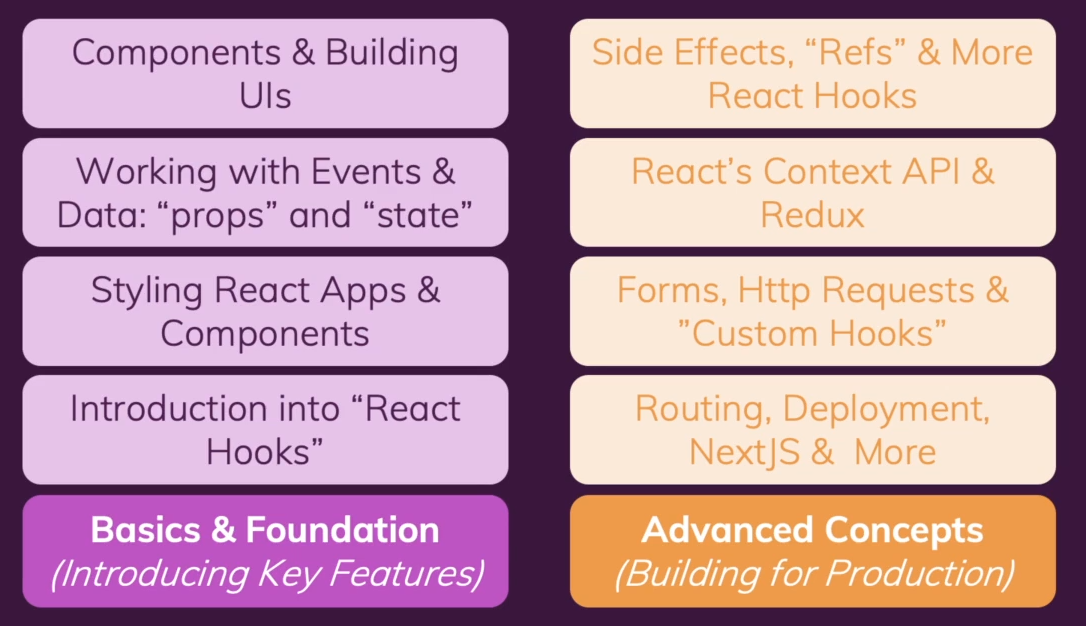 Components & Building
UIs
Working with Events &
Data: “props” and “state”
Styling React Apps &
Components
Introduction into “React
Hooks”
Basics & Foundation
(Introducing Key Features)
Side Effects, “Refs” & More
React Hooks
React’s Context API &
Redux
Forms, Http Requests &
”Custom Hooks”
Routing, Deployment,
NextJS &  More
Advanced Concepts
(Building for Production)